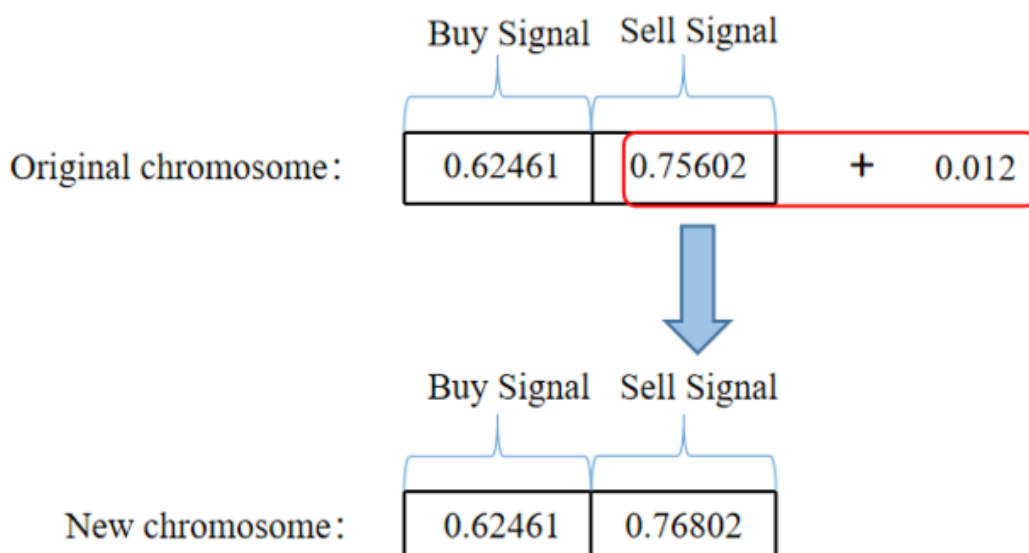 Buy Signal Sell Signal
Original chromosome: 0.62461 0.75602 + 0.012
Buy Signal Sell Signal
New chromosome: 0.62461 0.76802